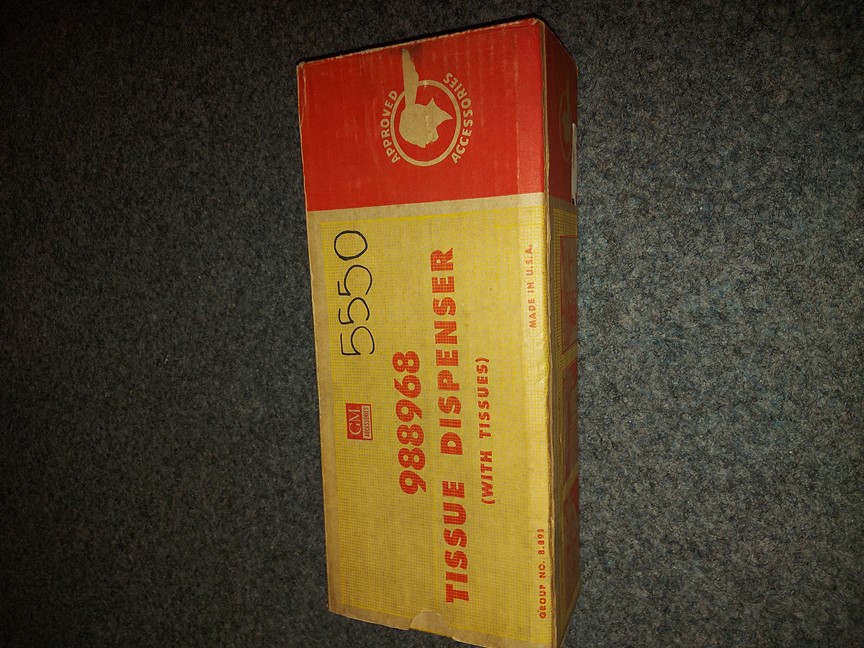 APPROVED ACCESSORIES
5550
GM
ACCESSORIES
988968
TISSUE DISPENSER
(WITH TISSUES)
MADE IN U.S.A.
GROUP NO. 8.891